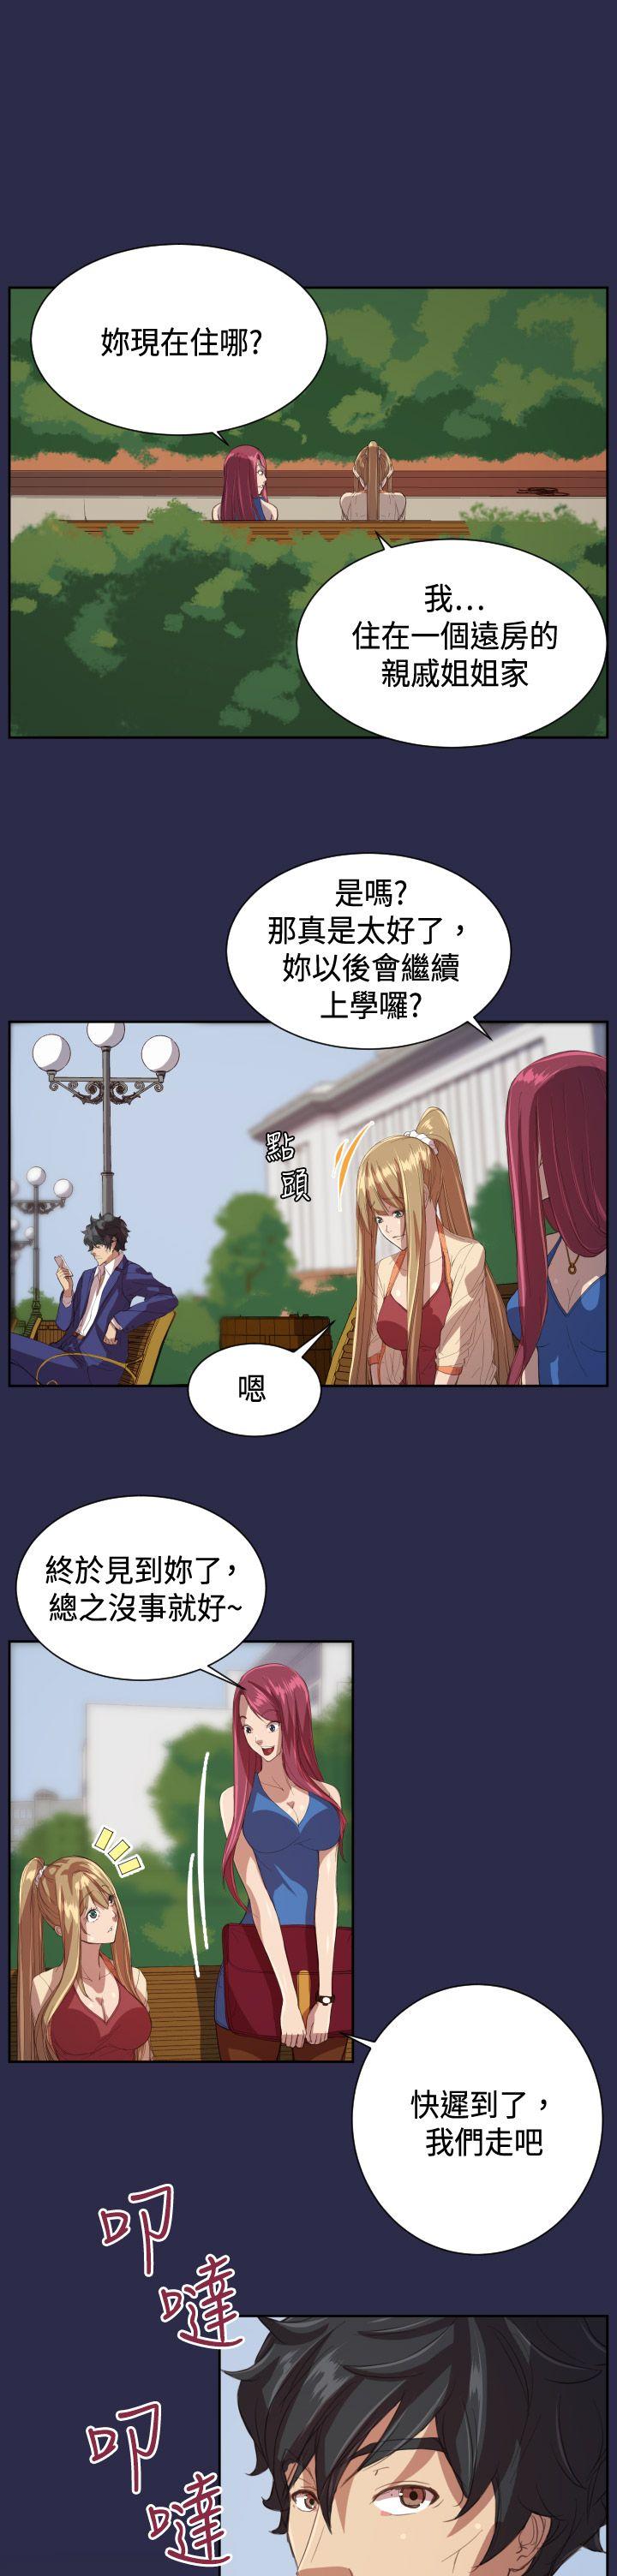 妳現在住哪?
我...
住在一個遠房的
親戚姐姐家
是嗎?
那真是太好了，
妳以後會繼續
上學囉?
點
頭
嗯
終於見到妳了，
總之沒事就好~
快遲到了，
我們走吧
叩
噠
叩
噠